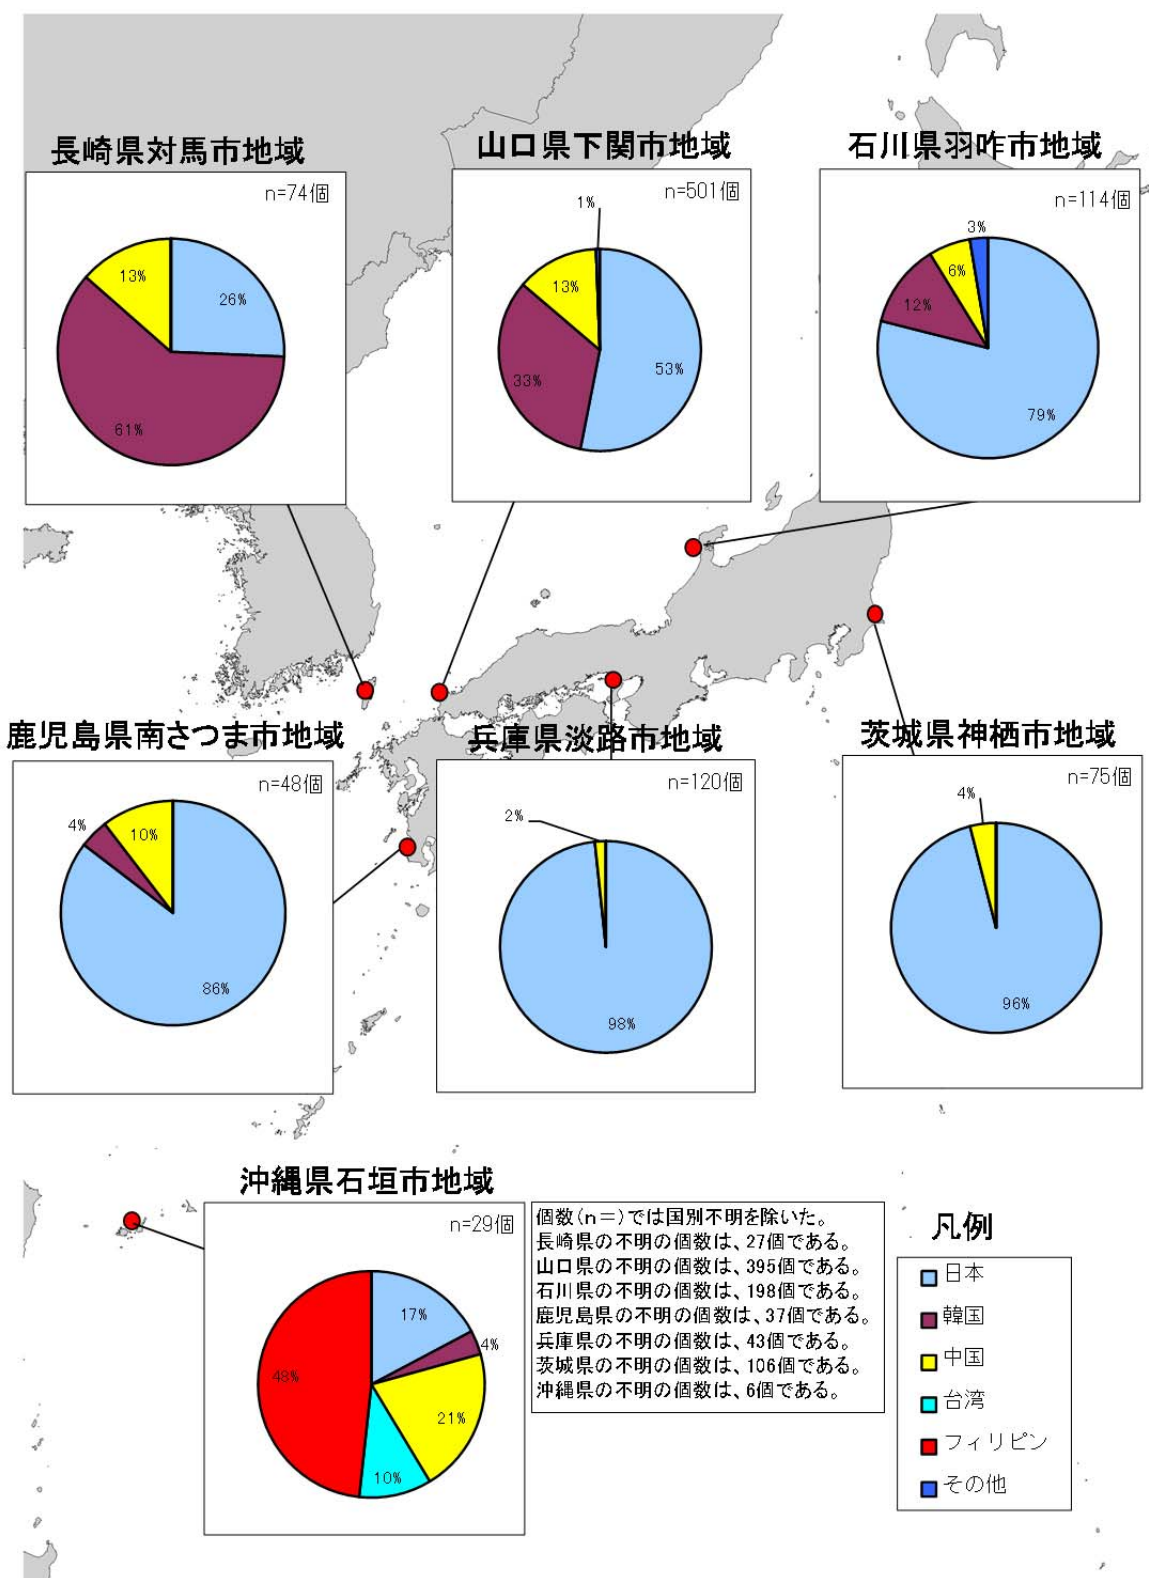 長崎県対馬市地域
n=74個
13%
26%
61%
山口県下関市地域
n=501個
1%
13%
53%
33%
石川県羽咋市地域
n=114個
3%
6%
12%
79%
鹿児島県南さつま市地域
n=48個
4%
10%
86%
兵庫県淡路市地域
n=120個
2%
98%
茨城県神栖市地域
n=75個
4%
96%
沖縄県石垣市地域
n=29個
17%
4%
48%
21%
10%
個数(n=)では国別不明を除いた。
長崎県の不明の個数は、27個である。
山口県の不明の個数は、395個である。
石川県の不明の個数は、198個である。
鹿児島県の不明の個数は、37個である。
兵庫県の不明の個数は、43個である。
茨城県の不明の個数は、106個である。
沖縄県の不明の個数は、6個である。
凡例
日本
韓国
中国
台湾
フィリピン
その他